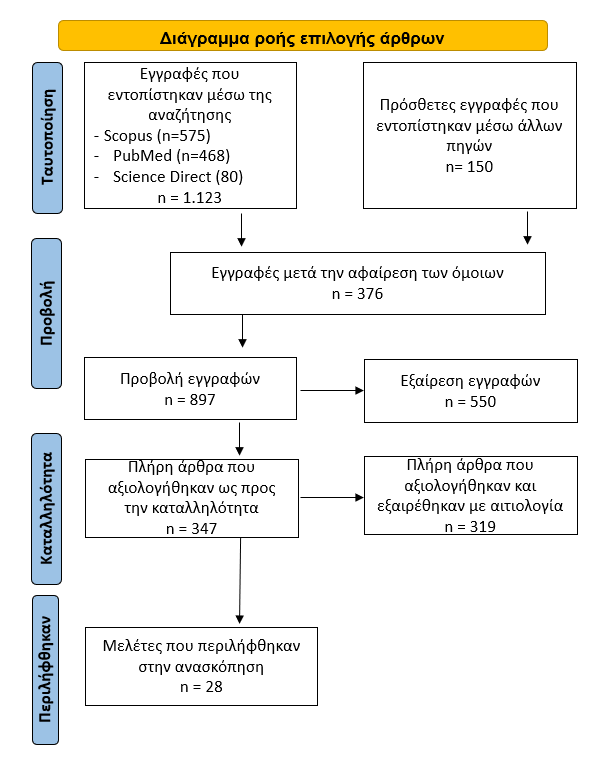 Διάγραμμα ροής επιλογής άρθρων
Ταυτοποίηση
Εγγραφές που
εντοπίστηκαν μέσω της
αναζήτησης
- Scopus (n=575)
- PubMed (n=468)
- Science Direct (80)
n = 1.123
Πρόσθετες εγγραφές που
εντοπίστηκαν μέσω άλλων
πηγών
n= 150
Προβολή
Εγγραφές μετά την αφαίρεση των όμοιων
n = 376
Προβολή εγγραφών
n = 897
Εξαίρεση εγγραφών
n = 550
Καταλληλότητα
Πλήρη άρθρα που
αξιολογήθηκαν ως προς
την καταλληλότητα
n = 347
Πλήρη άρθρα που
αξιολογήθηκαν και
εξαιρέθηκαν με αιτιολογία
n = 319
Περιλήφθηκαν
Μελέτες που περιλήφθηκαν
στην ανασκόπηση
n = 28